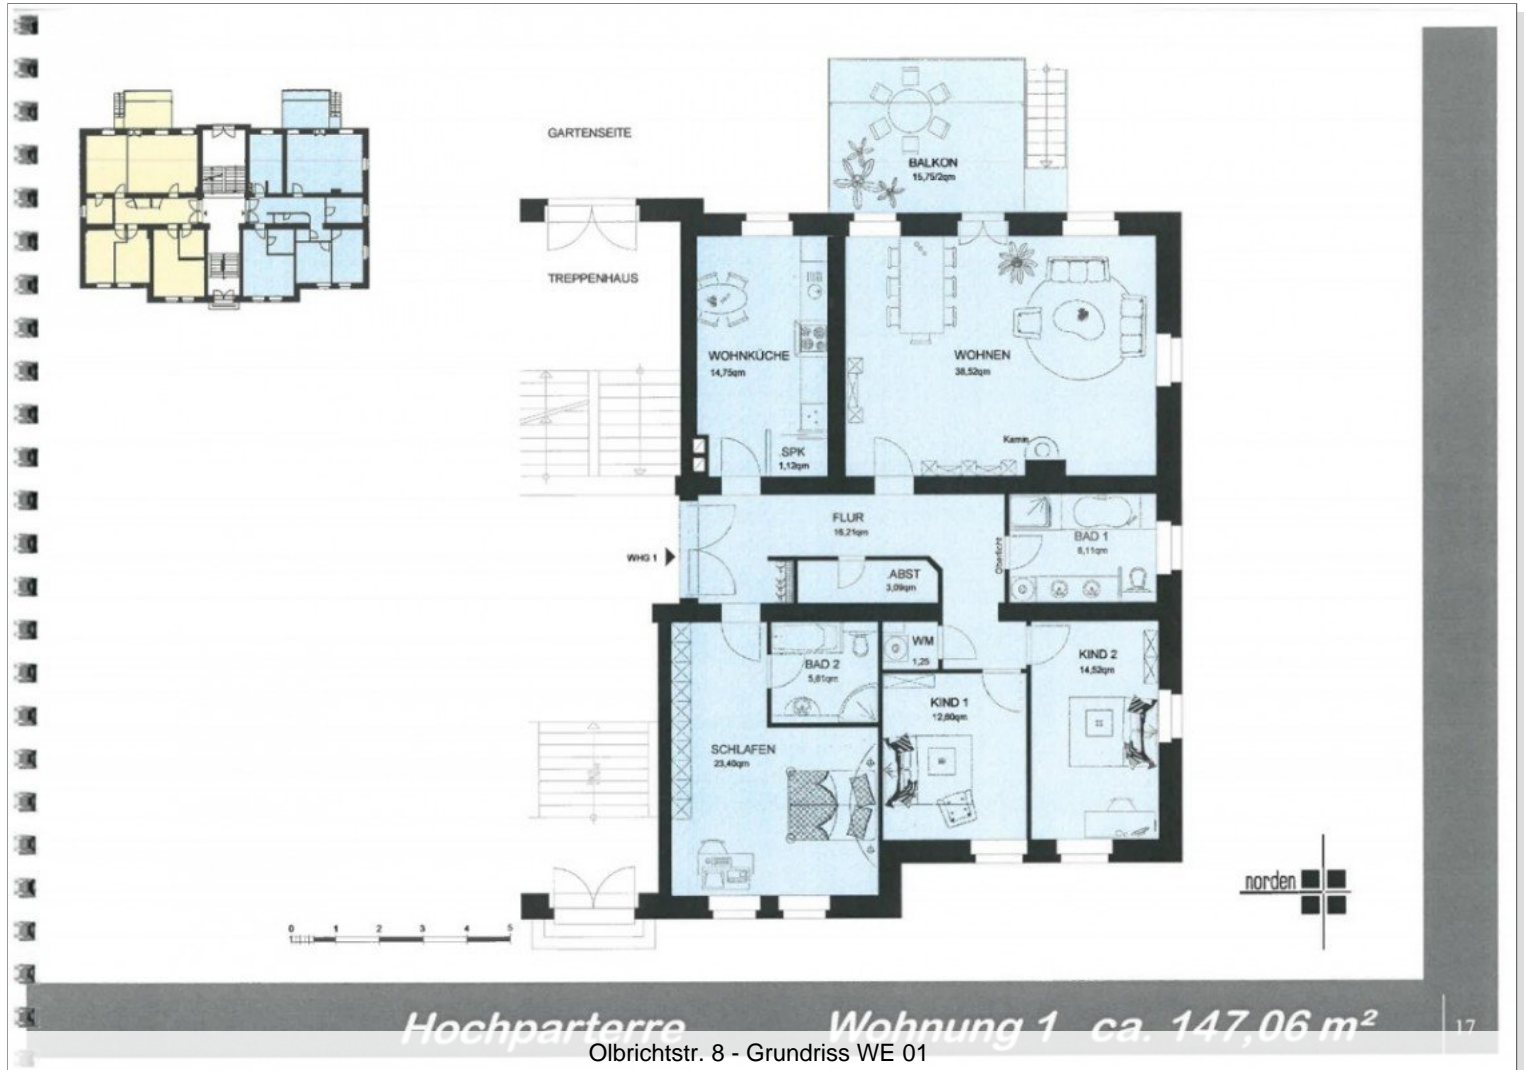 GARTENSEITE
BALKON
15,75/2qm
TREPPENHAUS
WOHNKÜCHE
14,75qm
WOHNEN
38,52qm
Kamin
SPK
1,12qm
FLUR
16,21qm
WHG 1
Oberlicht
BAD 1
8,11qm
ABST
3,09qm
WM
1,25
BAD 2
5,61qm
KIND 2
14,52qm
KIND 1
12,60qm
SCHLAFEN
23,40qm
norden
0 1 2 3 4 5
Hochparterre Wohnung 1 ca. 147,06 m² 17
Olbrichtstr. 8 - Grundriss WE 01